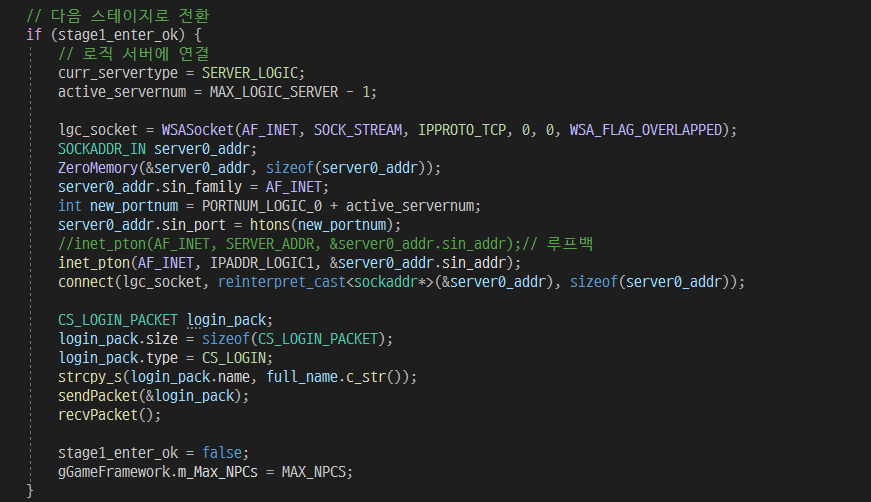 // 다음 스테이지로 전환
if (stage1_enter_ok) {
// 로직 서버에 연결
curr_servertype = SERVER_LOGIC;
active_servernum = MAX_LOGIC_SERVER - 1;
lgc_socket = WSASocket(AF_INET, SOCK_STREAM, IPPROTO_TCP, 0, 0, WSA_FLAG_OVERLAPPED);
SOCKADDR_IN server0_addr;
ZeroMemory(&server0_addr, sizeof(server0_addr));
server0_addr.sin_family = AF_INET;
int new_portnum = PORTNUM_LOGIC_0 + active_servernum;
server0_addr.sin_port = htons(new_portnum);
//inet_pton(AF_INET, SERVER_ADDR, &server0_addr.sin_addr);// 루프백
inet_pton(AF_INET, IPADDR_LOGIC1, &server0_addr.sin_addr);
connect(lgc_socket, reinterpret_cast<sockaddr*>(&server0_addr), sizeof(server0_addr));
CS_LOGIN_PACKET login_pack;
login_pack.size = sizeof(CS_LOGIN_PACKET);
login_pack.type = CS_LOGIN;
strcpy_s(login_pack.name, full_name.c_str());
sendPacket(&login_pack);
recvPacket();
stage1_enter_ok = false;
gGameFramework.m_Max_NPCs = MAX_NPCS;
}